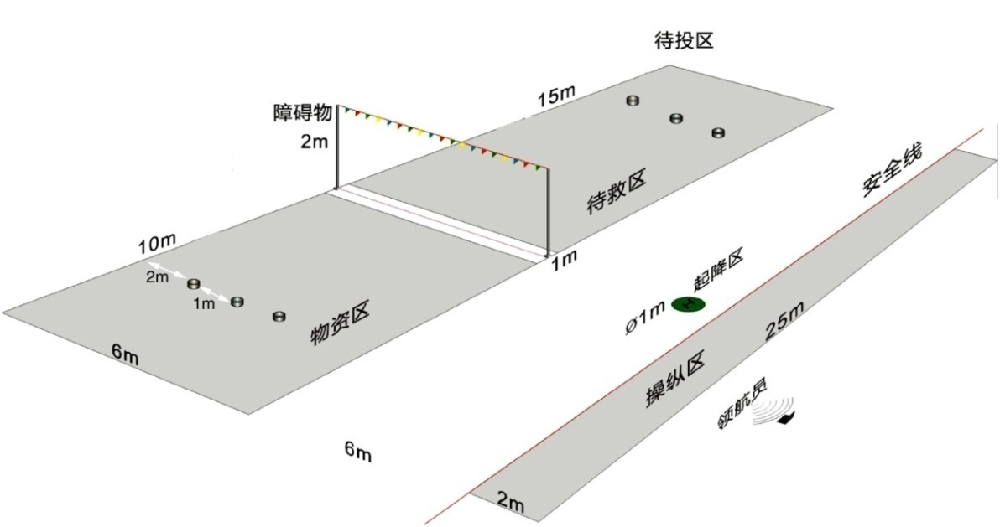 待投区
15m
障碍物
2m
安全线
待救区
10m
1m
2m
1m
起降区
ø1m
物资区
25m
6m
操纵区
领航员
6m
2m